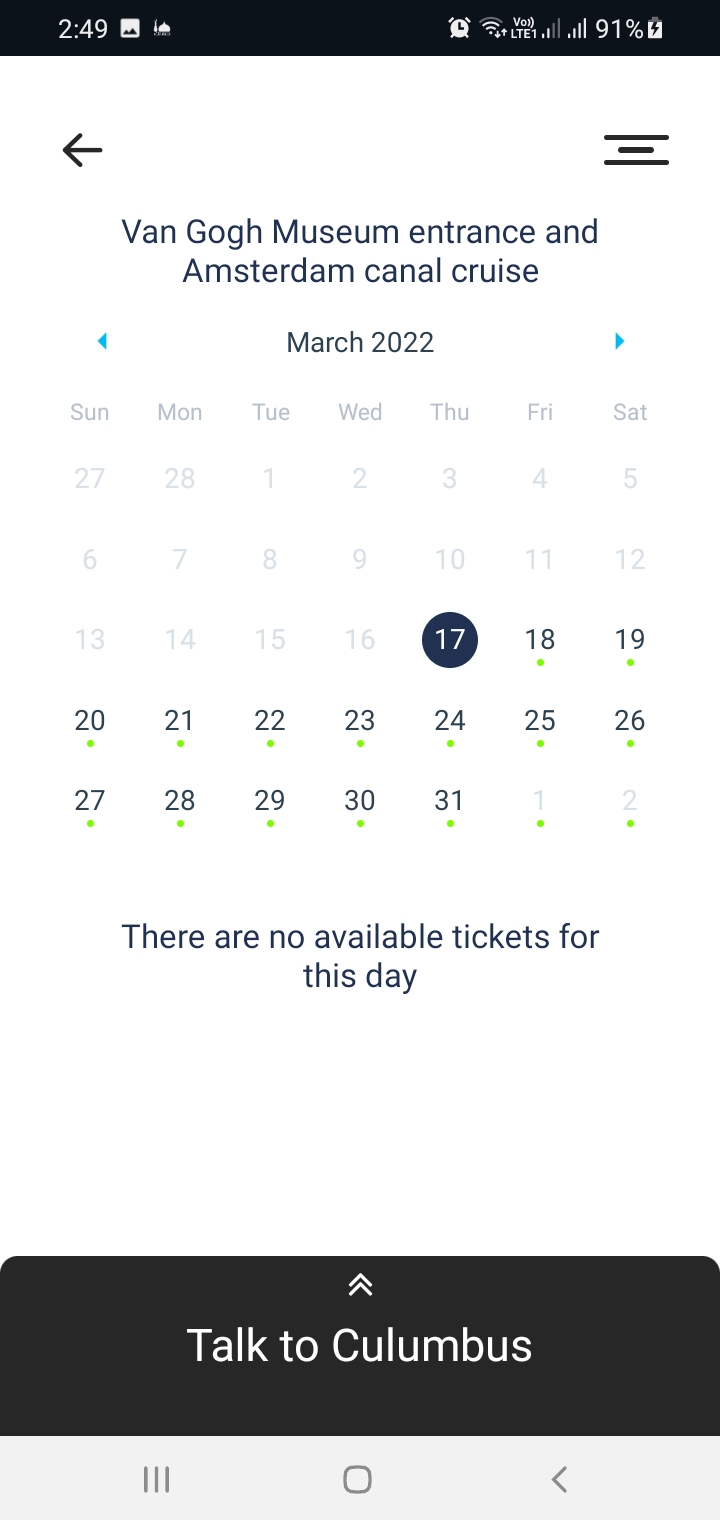 2:49 Vo)) LTE1 91%
Van Gogh Museum entrance and
Amsterdam canal cruise
March 2022
Sun Mon Tue Wed Thu Fri Sat
27 28 1 2 3 4 5
6 7 8 9 10 11 12
13 14 15 16 17 18 19
20 21 22 23 24 25 26
27 28 29 30 31 1 2
There are no available tickets for
this day
Talk to Culumbus